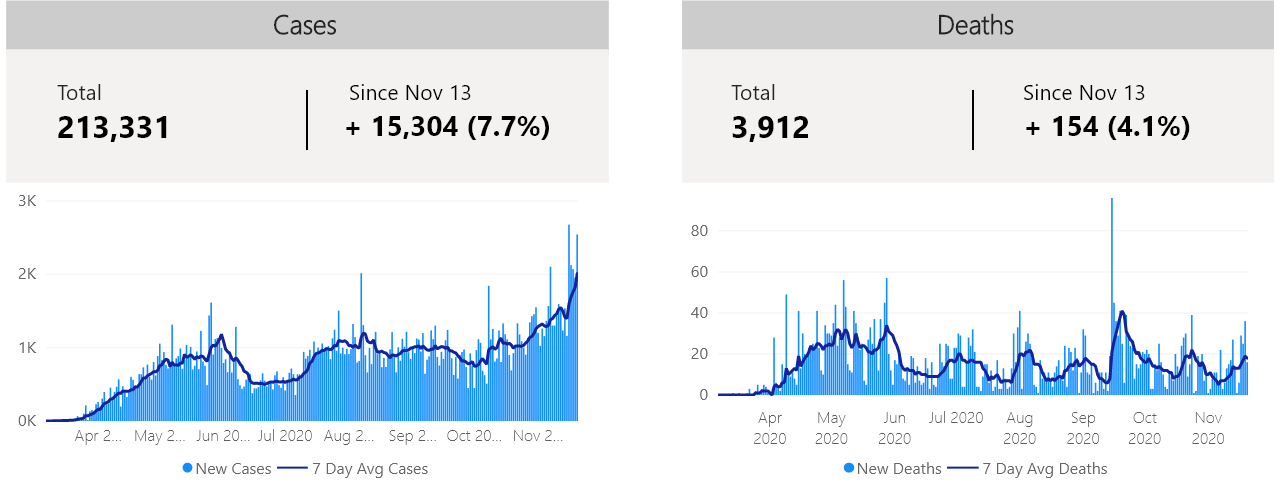 Cases
Total
Since Nov 13
213,331
+ 15,304 (7.7%)
3K
2K
1K
0K
Apr 2... May 2... Jun 20... Jul 2020 Aug 2... Sep 2... Oct 20... Nov 2...
New Cases 7 Day Avg Cases
Deaths
Total
Since Nov 13
3,912
+ 154 (4.1%)
80
60
40
20
0
Apr May Jun Jul 2020 Aug Sep Oct Nov
2020 2020 2020 2020 2020 2020 2020
New Deaths 7 Day Avg Deaths